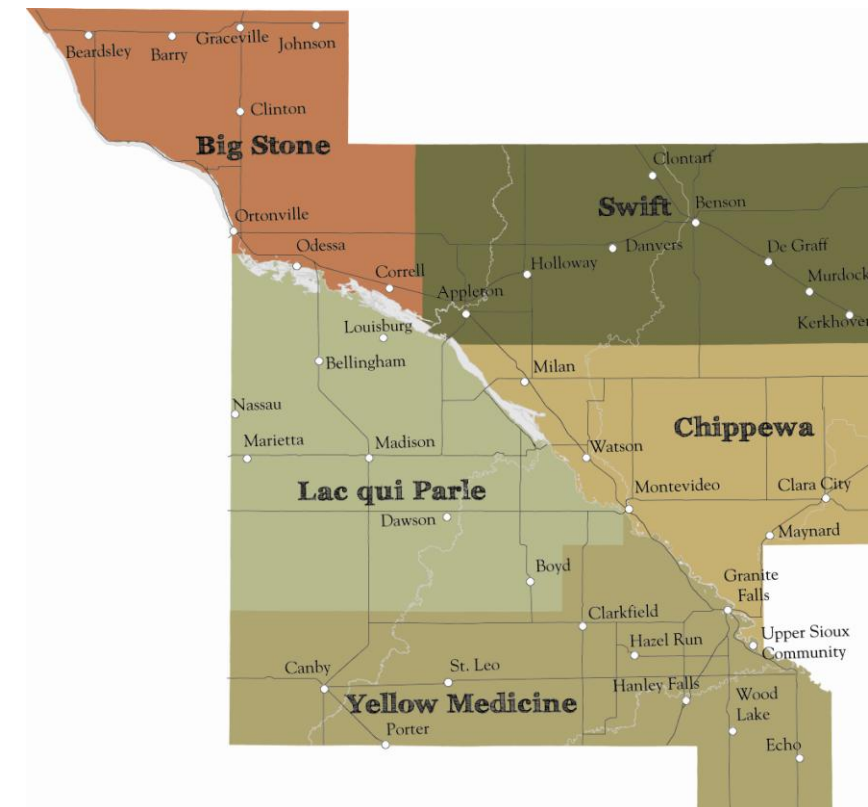 Graceville
Johnson
Beardsley
Barry
Clinton
Big Stone
Clontarf
Swift
Benson
Ortonville
Odessa
Danvers
De Graff
Holloway
Correll
Murdock
Appleton
Kerkhoven
Louisburg
Bellingham
Milan
Nassau
Chippewa
Marietta
Madison
Watson
Lac qui Parle
Montevideo
Clara City
Dawson
Maynard
Boyd
Granite
Falls
Clarkfield
Hazel Run
Upper Sioux
Community
Canby
St. Leo
Hanley Falls
Yellow Medicine
Wood
Lake
Porter
Echo